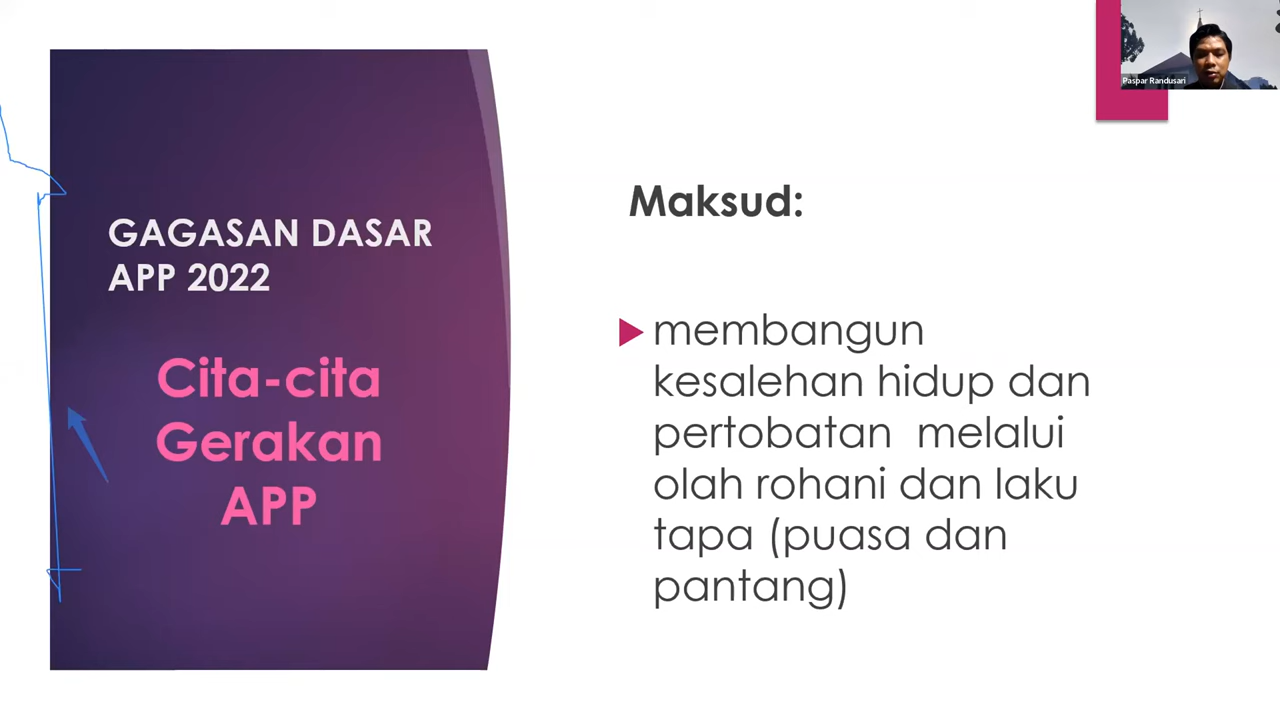 GAGASAN DASAR
APP 2022
Cita-cita
Gerakan
APP
Maksud:
membangun
kesalehan hidup dan
pertobatan melalui
olah rohani dan laku
tapa (puasa dan
pantang)
Paspar Randusari